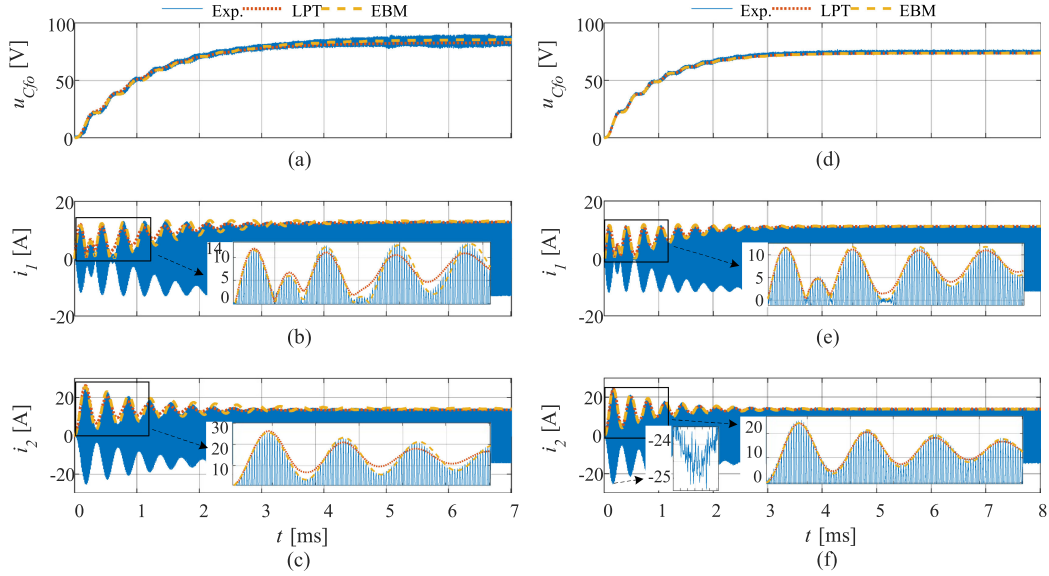 Exp. LPT EBM
100
50
0
u_Cfo [V]
(a)
20
0
-20
i_1 [A]
14
10
5
0
(b)
20
0
-20
i_2 [A]
30
20
10
0 1 2 3 4 5 6 7
t [ms]
(c)
Exp. LPT EBM
100
50
0
u_Cfo [V]
(d)
20
0
-20
i_1 [A]
10
5
0
(e)
20
0
-20
i_2 [A]
-24
-25
20
10
0
0 1 2 3 4 5 6 7 8
t [ms]
(f)